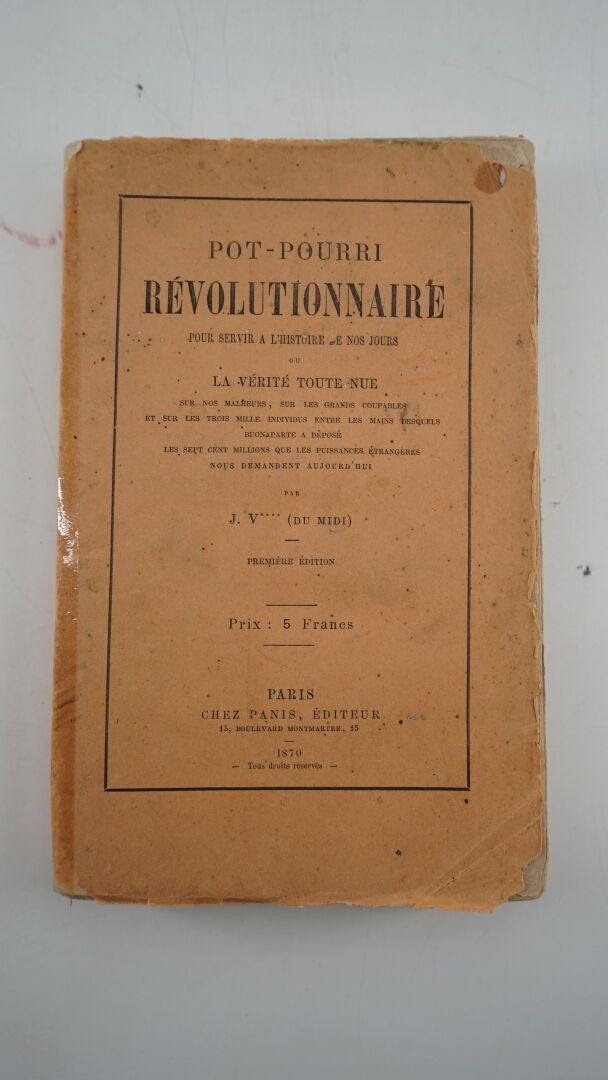 POT-POURRI
RÉVOLUTIONNAIRE
POUR SERVIR A L'HISTOIRE DE NOS JOURS
OU
LA VÉRITÉ TOUTE NUE
SUR NOS MALHEURS, SUR LES GRANDS COUPABLES
ET SUR LES TROIS MILLE INDIVIDUS ENTRE LES MAINS DESQUELS
BUONAPARTE A DÉPOSÉ
LES SEPT CENT MILLIONS QUE LES PUISSANCES ÉTRANGÈRES
NOUS DEMANDENT AUJOURD'HUI
PAR
J. V**** (DU MIDI)
PREMIÈRE ÉDITION
Prix : 5 Francs
PARIS
CHEZ PANIS, ÉDITEUR
15, BOULEVARD MONTMARTRE, 15
1870
— Tous droits réservés —